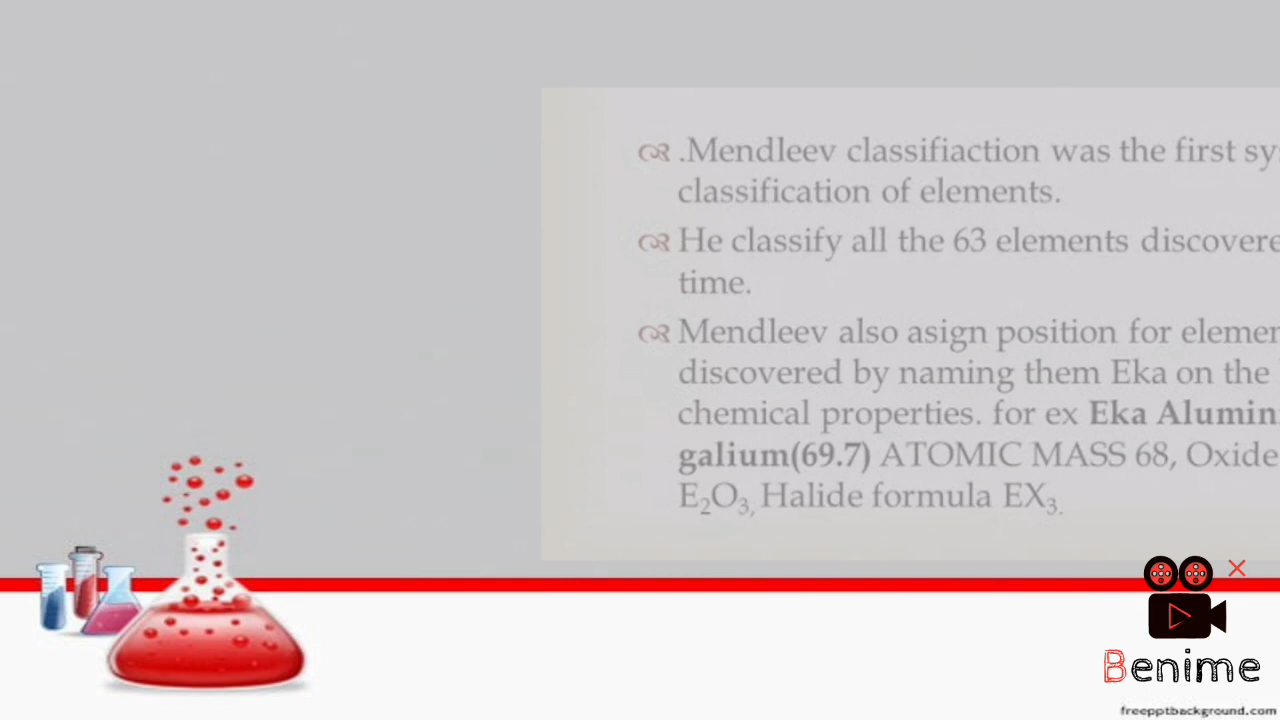 .Mendleev classifiaction was the first sy
classification of elements.
He classify all the 63 elements discovere
time.
Mendleev also asign position for elemen
discovered by naming them Eka on the
chemical properties. for ex Eka Alumin
galium(69.7) ATOMIC MASS 68, Oxide
E₂O₃, Halide formula EX₃.
Benime
freepptbackground.com